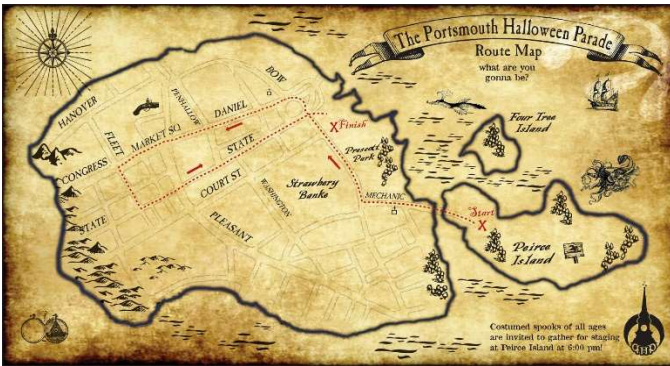 The Portsmouth Halloween Parade
Route Map
what are you
gonna be?
HANOVER
BOW
PENHALLOW
DANIEL
FLEET
MARKET SQ
CONGRESS
STATE
X Finish
Four Tree
Island
Prescott
Park
COURT ST
WASHINGTON
Strawbery
Banke
MECHANIC
Start
X
STATE
PLEASANT
Peirce
Island
Costumed spooks of all ages
are invited to gather for staging
at Peirce Island at 6:00 pm!